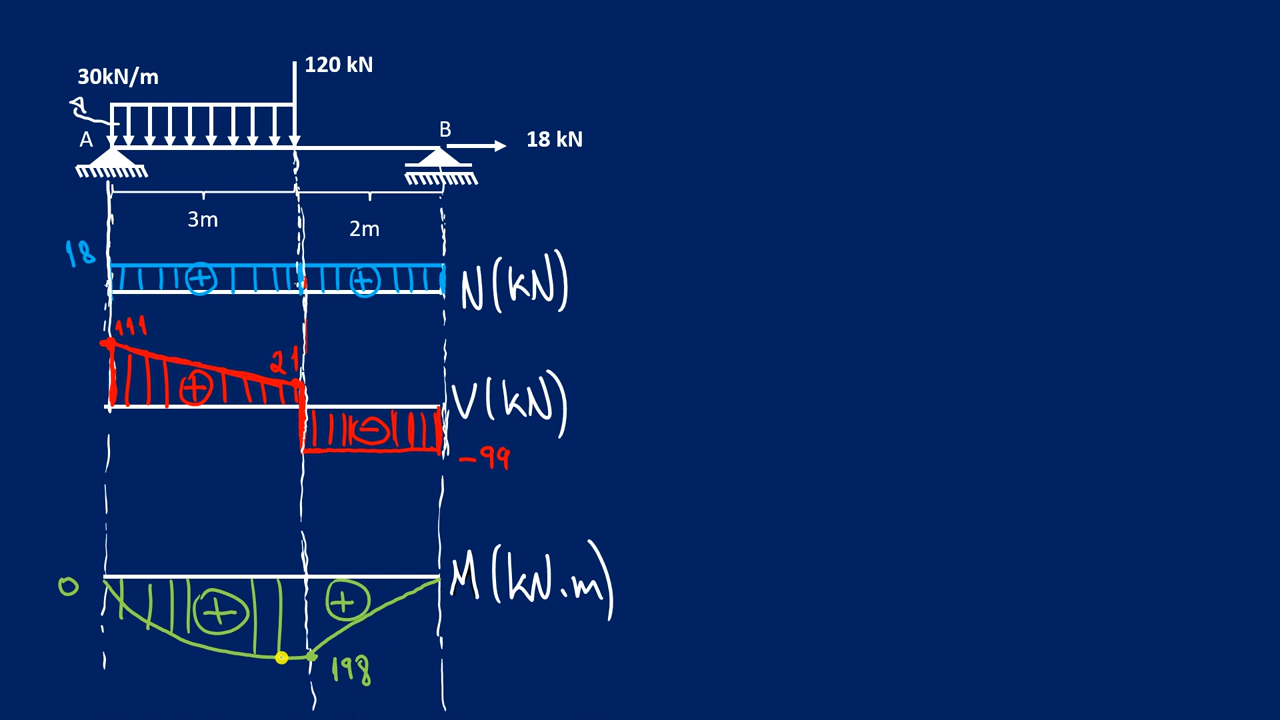 120 kN
30kN/m
A
B
18 kN
3m
2m
18
N(kN)
111
21
V(kN)
-99
0
M(kN.m)
198